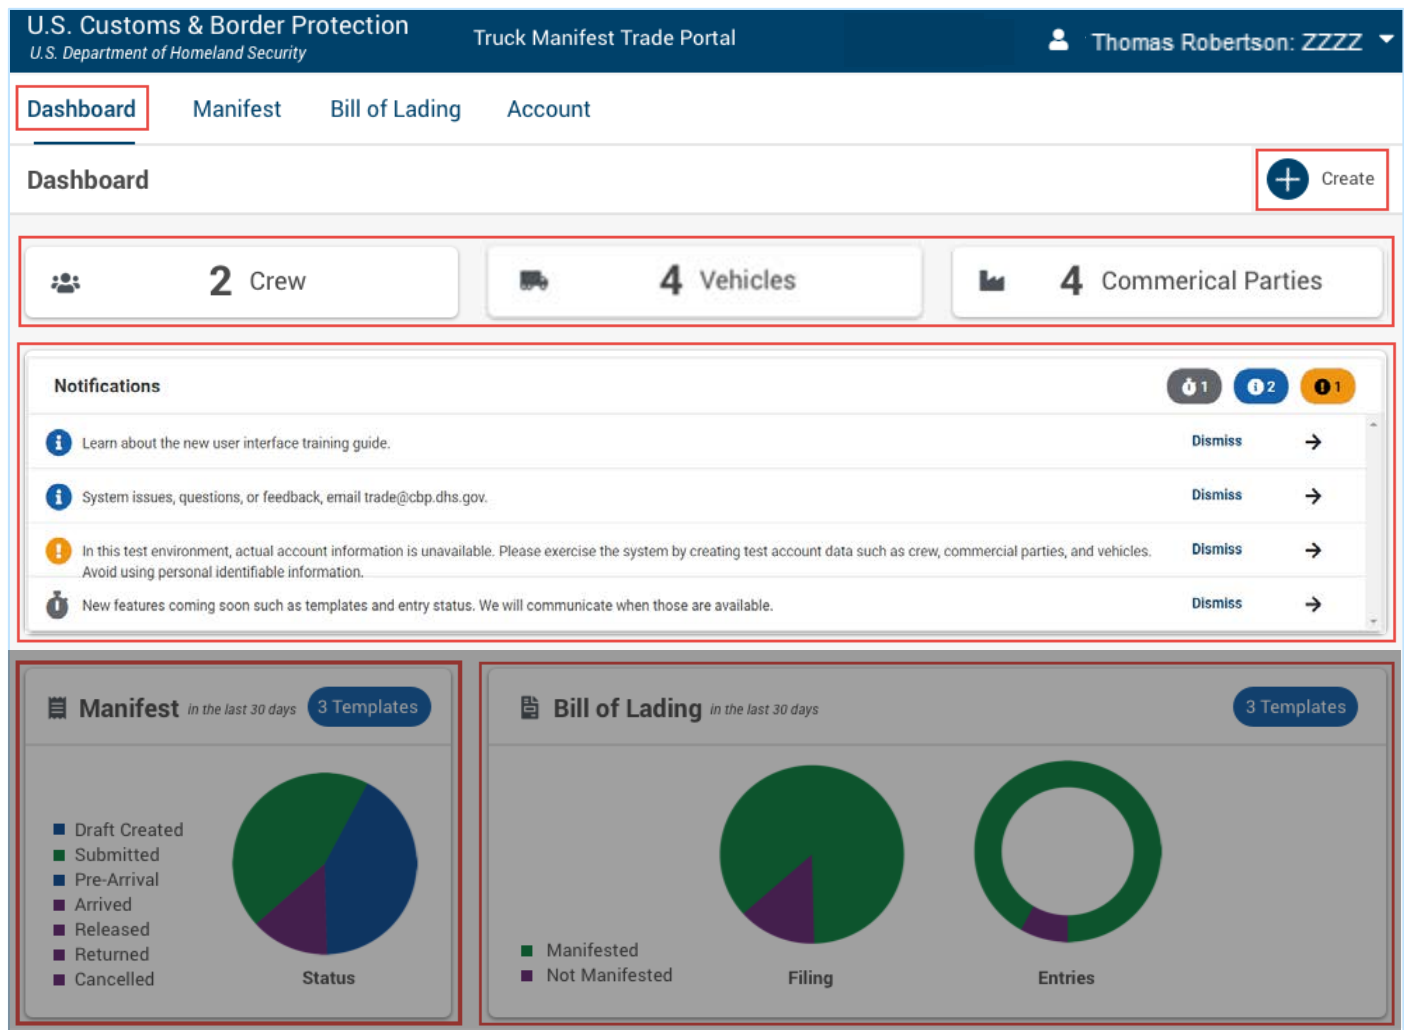 U.S. Customs & Border Protection
U.S. Department of Homeland Security
Truck Manifest Trade Portal
Thomas Robertson: ZZZZ
Dashboard
Manifest
Bill of Lading
Account
Dashboard
Create
2 Crew
4 Vehicles
4 Commerical Parties
Notifications
1
2
1
Learn about the new user interface training guide.
Dismiss
System issues, questions, or feedback, email trade@cbp.dhs.gov.
Dismiss
In this test environment, actual account information is unavailable. Please exercise the system by creating test account data such as crew, commercial parties, and vehicles.
Avoid using personal identifiable information.
Dismiss
New features coming soon such as templates and entry status. We will communicate when those are available.
Dismiss
Manifest in the last 30 days
3 Templates
Draft Created
Submitted
Pre-Arrival
Arrived
Released
Returned
Cancelled
Status
Bill of Lading in the last 30 days
3 Templates
Manifested
Not Manifested
Filing
Entries